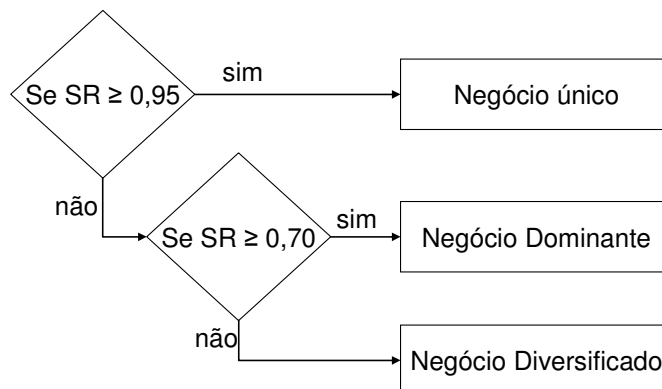 sim
Se SR ≥ 0,95
Negócio único
não
sim
Se SR ≥ 0,70
Negócio Dominante
não
Negócio Diversificado